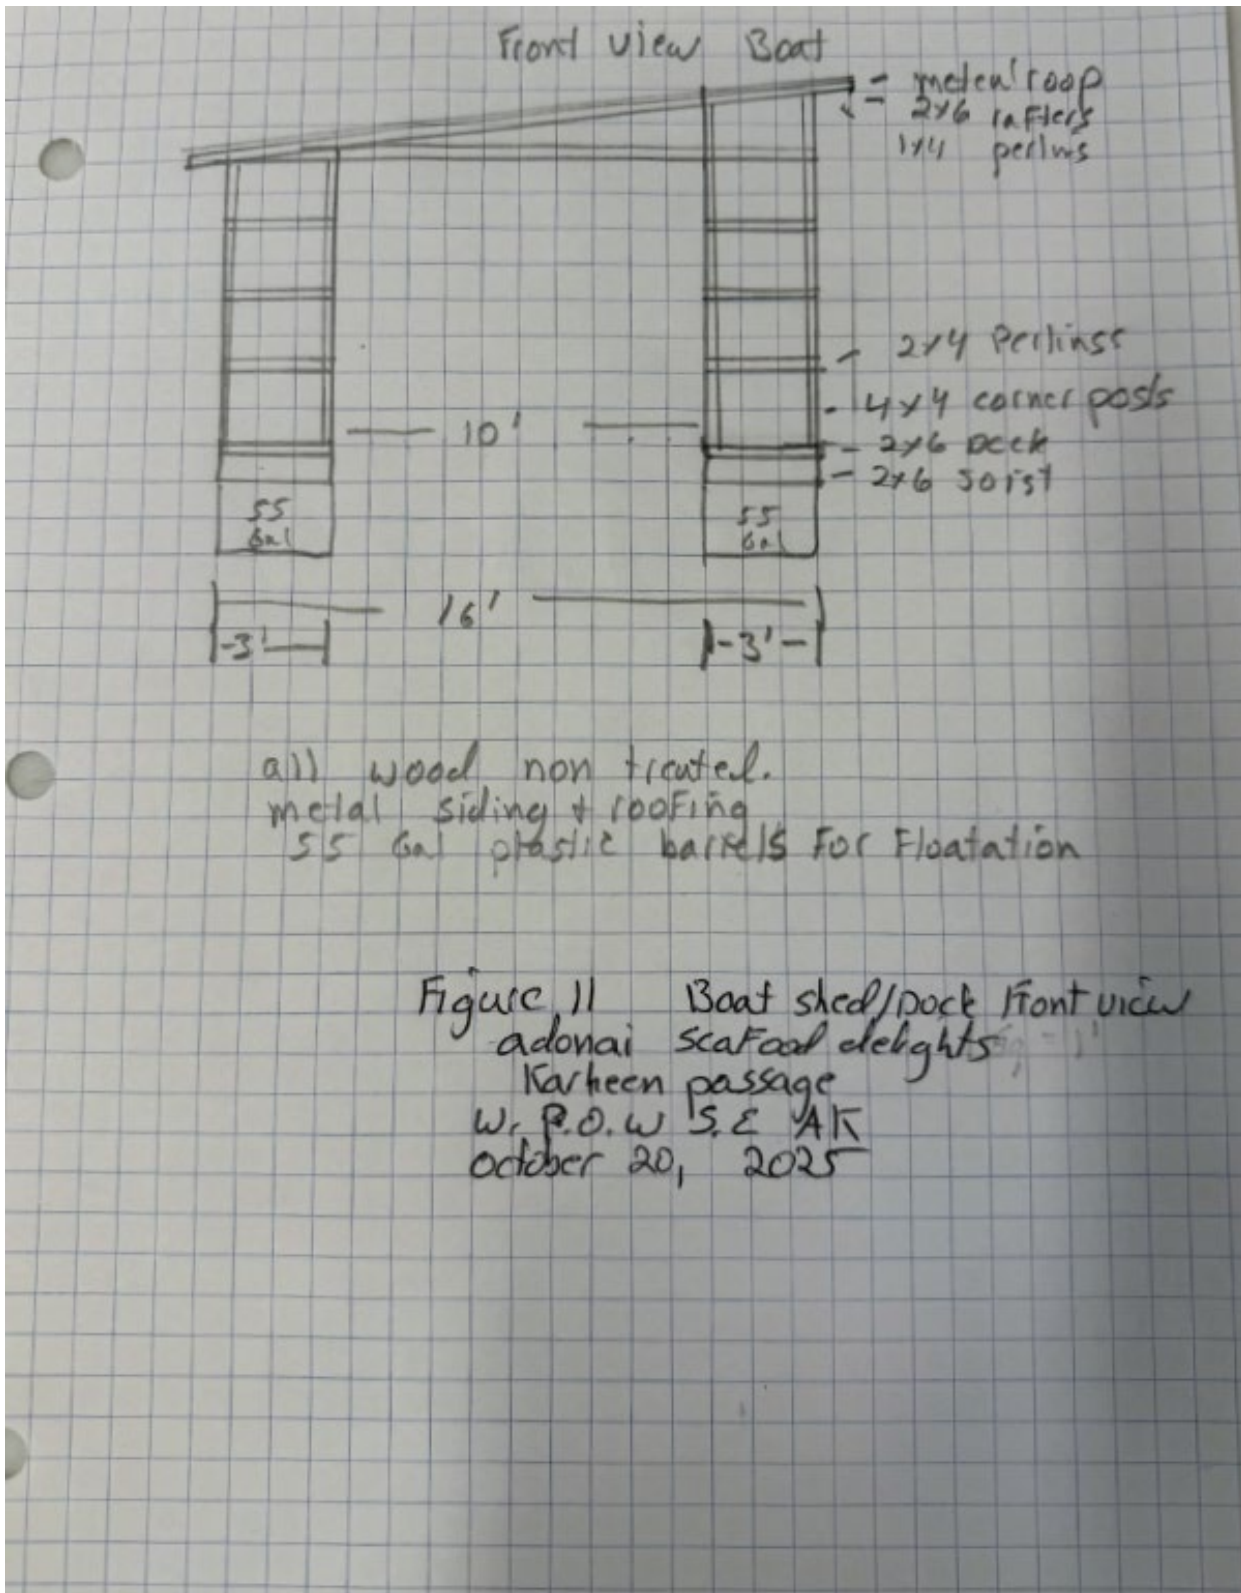 Front view Boat
metal roof
2x6 rafters
1x4 perlins
2x4 Perlinss
4x4 corner posts
10'
2x6 Deck
2x6 Joist
55 Gal
55 Gal
16'
3'
3'
all wood non treated.
metal siding + roofing
55 Gal plastic barrels For Floatation
Figure 11 Boat shed/Dock Front view
adonai seafood delights
Karheen passage
W. P.O.W S.E AK
october 20, 2025